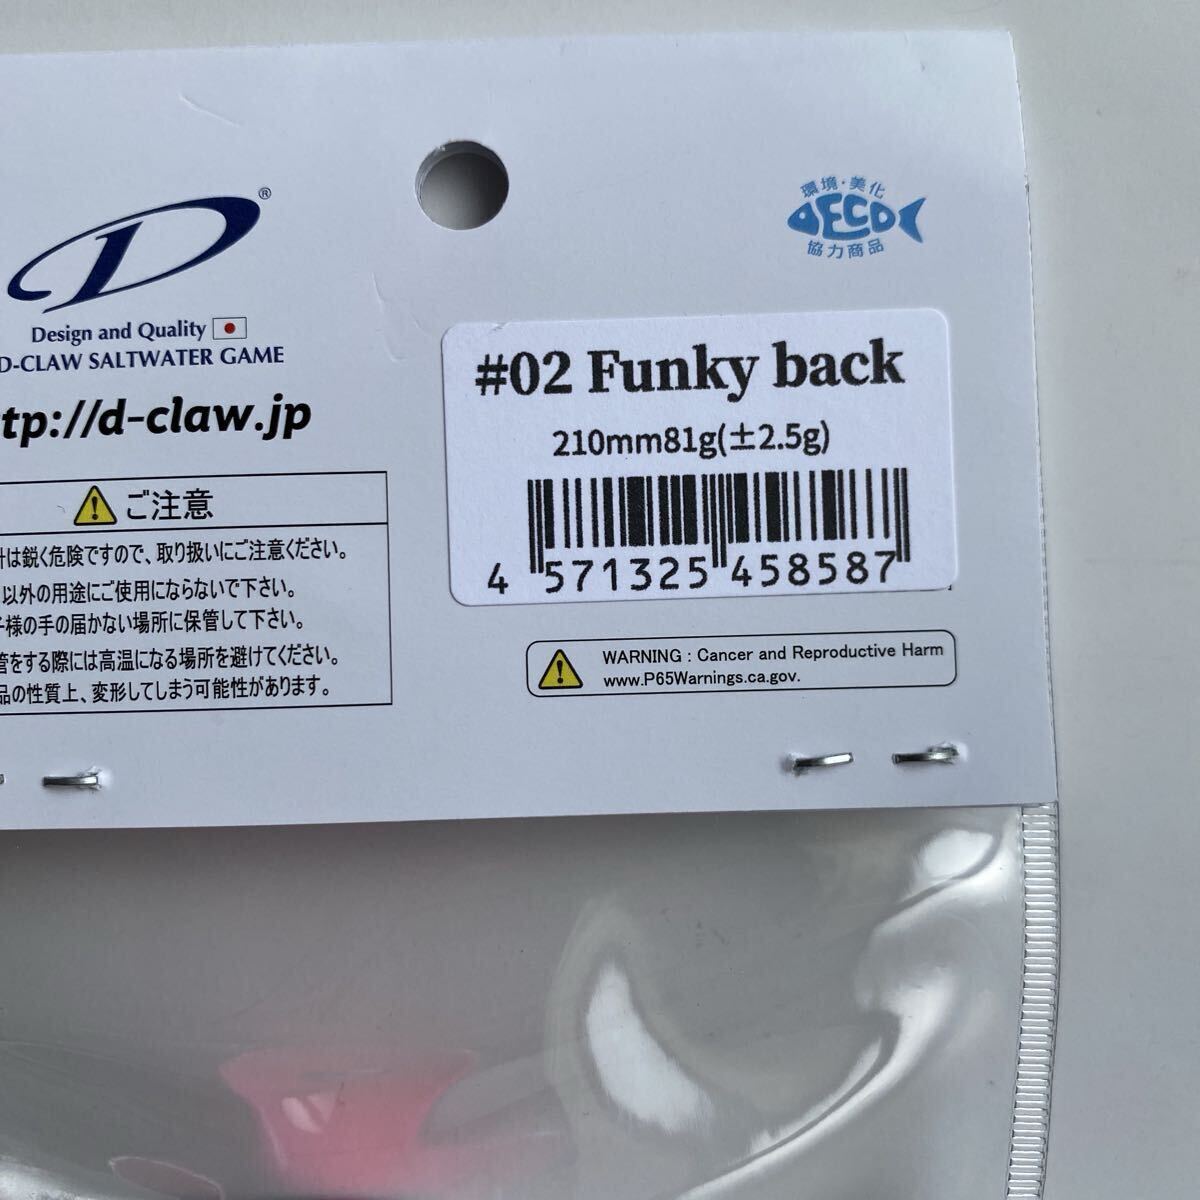 ®
Design and Quality
D-CLAW SALTWATER GAME
tp://d-claw.jp
環境・美化
ECO
協力商品
#02 Funky back
210mm81g(±2.5g)
4 571325 458587
ご注意
は鋭く危険ですので、取り扱いにご注意ください。
以外の用途にご使用にならないで下さい。
様の手の届かない場所に保管して下さい。
管をする際には高温になる場所を避けてください。
品の性質上、変形してしまう可能性があります。
WARNING : Cancer and Reproductive Harm
www.P65Warnings.ca.gov.